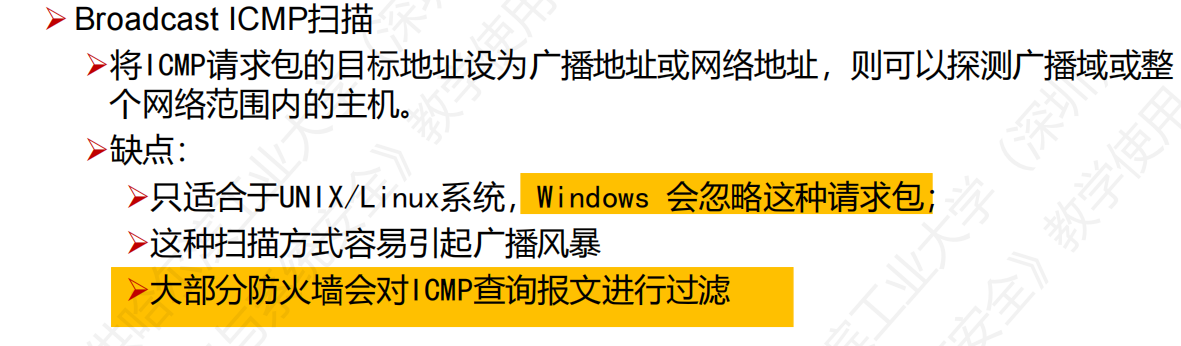 Broadcast ICMP扫描
将ICMP请求包的目标地址设为广播地址或网络地址，则可以探测广播域或整
个网络范围内的主机。
缺点：
只适合于UNIX/Linux系统，Windows 会忽略这种请求包；
这种扫描方式容易引起广播风暴
大部分防火墙会对ICMP查询报文进行过滤